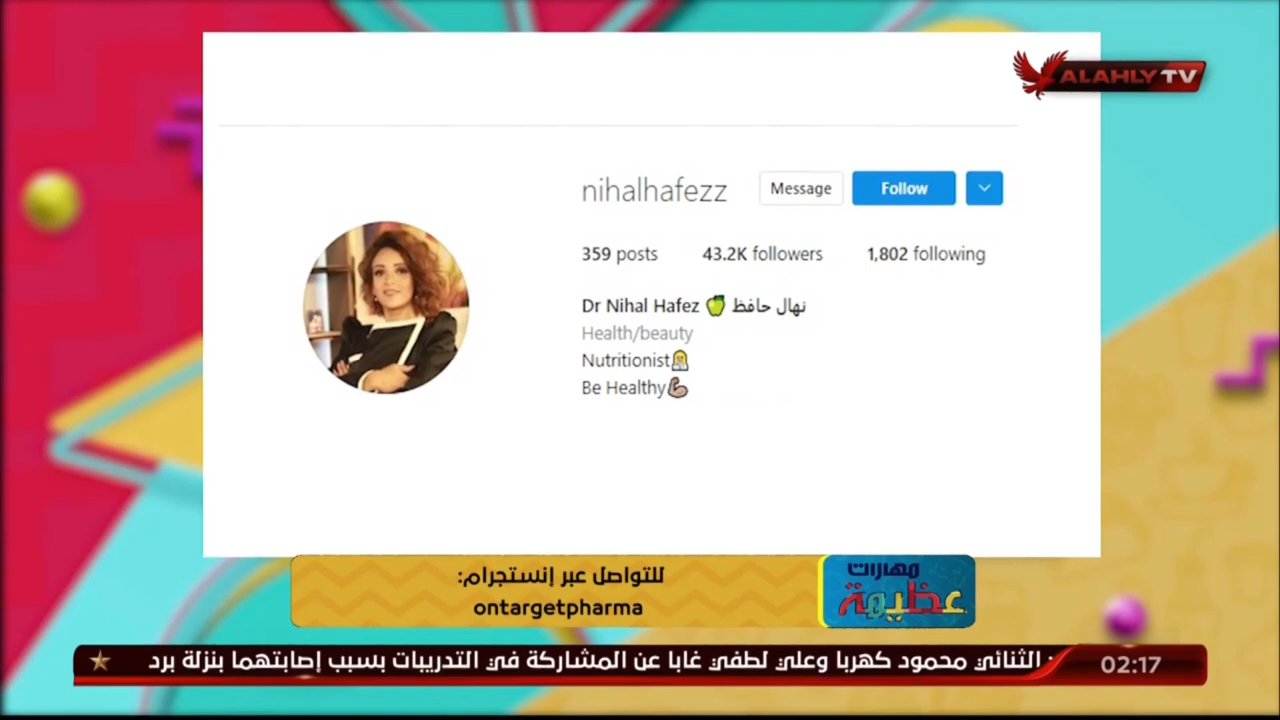 ALAHLY TV
nihalhafezz
Message
Follow
359 posts
43.2K followers
1,802 following
Dr Nihal Hafez 🍏 نهال حافظ
Health/beauty
Nutritionist
Be Healthy💪
للتواصل عبر إنستجرام:
ontargetpharma
مهارات
عظيمة
: الثنائي محمود كهربا وعلي لطفي غابا عن المشاركة في التدريبات بسبب إصابتهما بنزلة برد
02:17